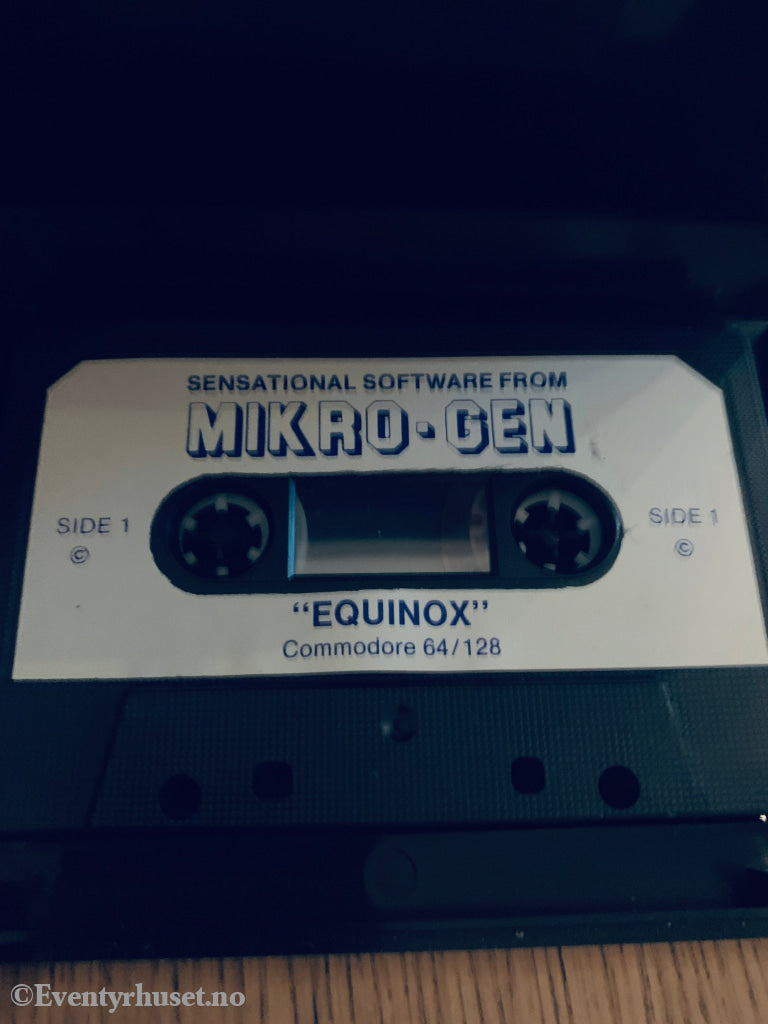 SENSATIONAL SOFTWARE FROM
MIKRO-GEN
SIDE 1
©
SIDE 1
©
“EQUINOX”
Commodore 64/128
©Eventyrhuset.no